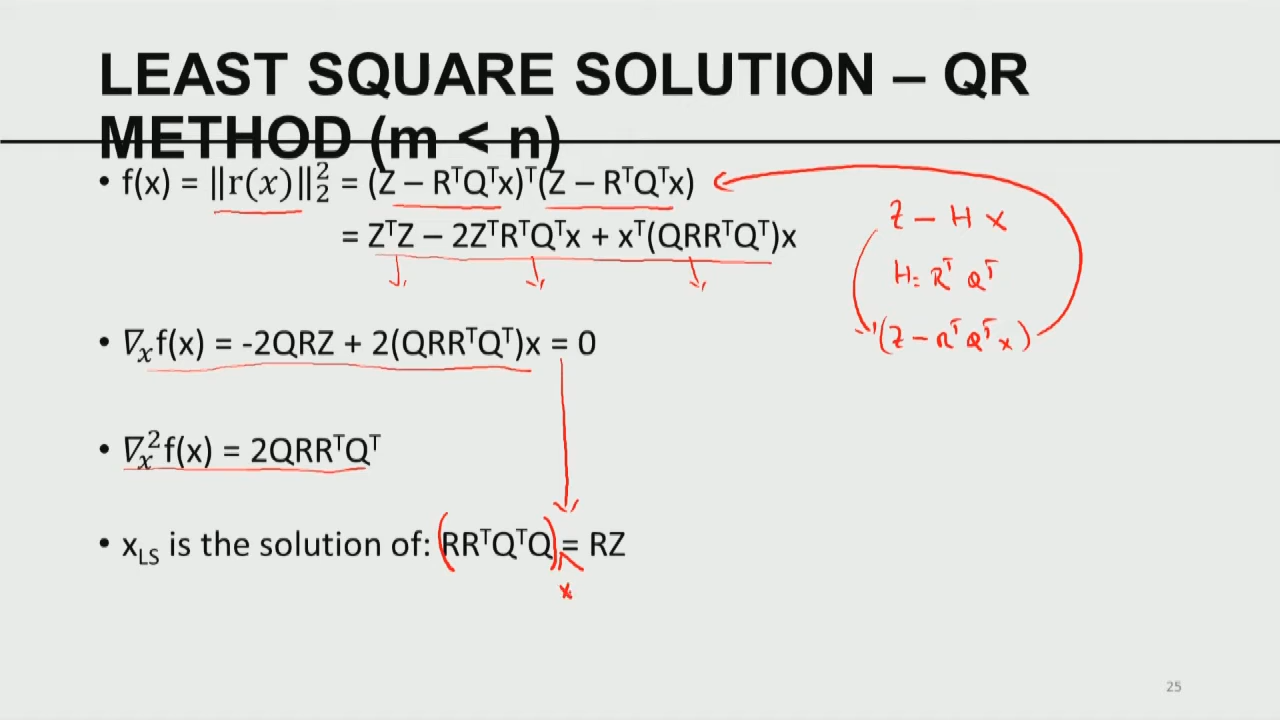 LEAST SQUARE SOLUTION – QR
METHOD (m < n)
• f(x) = ||r(x)||₂² = (Z – RᵀQᵀx)ᵀ(Z – RᵀQᵀx)
= ZᵀZ – 2ZᵀRᵀQᵀx + xᵀ(QRRᵀQᵀ)x
Z – H x
H = Rᵀ Qᵀ
(Z – Rᵀ Qᵀ x)
• ∇ₓf(x) = -2QRZ + 2(QRRᵀQᵀ)x = 0
• ∇ₓ²f(x) = 2QRRᵀQᵀ
• x_LS is the solution of: (RRᵀQᵀQ) = RZ
x
25